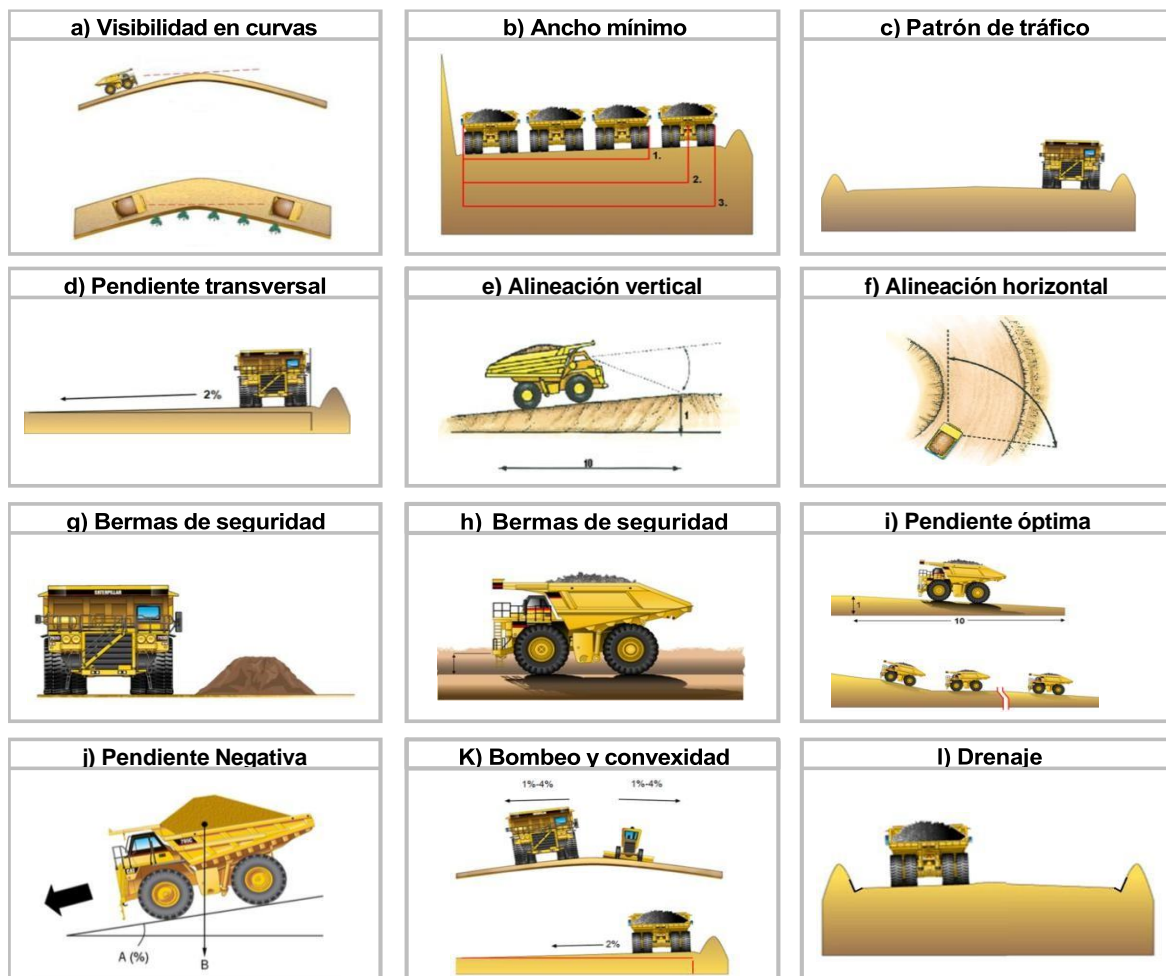 a) Visibilidad en curvas
b) Ancho mínimo
1.
2.
3.
c) Patrón de tráfico
d) Pendiente transversal
2%
e) Alineación vertical
1
10
f) Alineación horizontal
g) Bermas de seguridad
CATERPILLAR
h) Bermas de seguridad
i) Pendiente óptima
1
10
j) Pendiente Negativa
A (%)
B
K) Bombeo y convexidad
1%-4%
1%-4%
2%
l) Drenaje